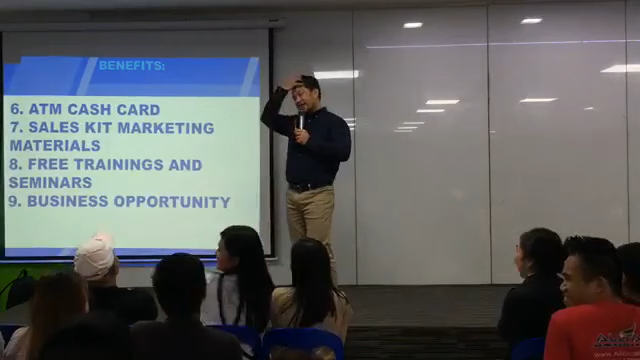 BENEFITS:
6. ATM CASH CARD
7. SALES KIT MARKETING
MATERIALS
8. FREE TRAININGS AND
SEMINARS
9. BUSINESS OPPORTUNITY